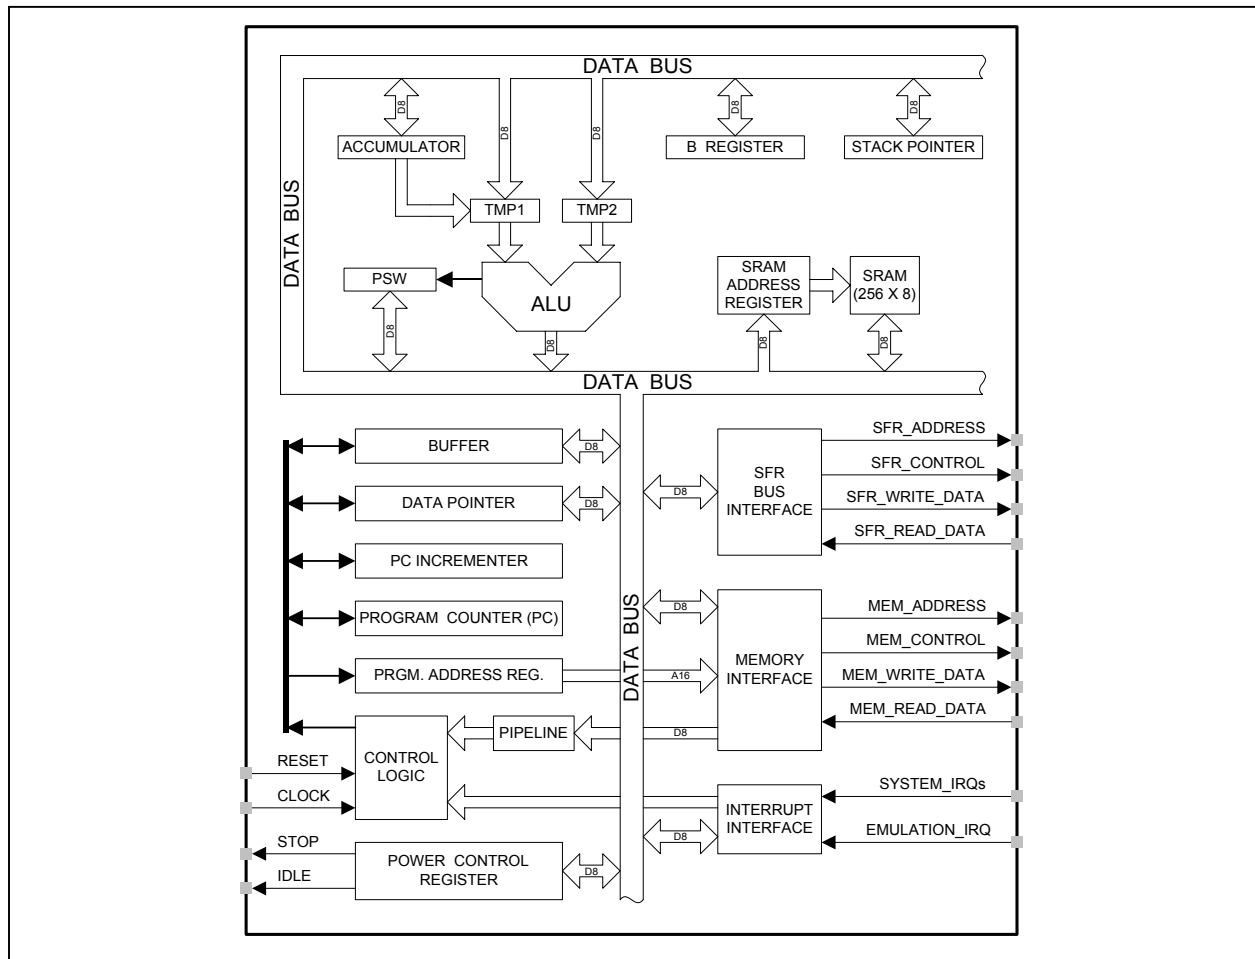 DATA BUS
D8
D8
D8
D8
D8
ACCUMULATOR
B REGISTER
STACK POINTER
DATA BUS
TMP1
TMP2
PSW
ALU
SRAM
ADDRESS
REGISTER
SRAM
(256 X 8)
D8
D8
D8
D8
DATA BUS
BUFFER
D8
DATA POINTER
D8
PC INCREMENTER
PROGRAM COUNTER (PC)
PRGM. ADDRESS REG.
A16
PIPELINE
D8
CONTROL
LOGIC
RESET
CLOCK
STOP
IDLE
POWER CONTROL
REGISTER
D8
DATA BUS
D8
SFR
BUS
INTERFACE
SFR_ADDRESS
SFR_CONTROL
SFR_WRITE_DATA
SFR_READ_DATA
D8
MEMORY
INTERFACE
MEM_ADDRESS
MEM_CONTROL
MEM_WRITE_DATA
MEM_READ_DATA
INTERRUPT
INTERFACE
D8
SYSTEM_IRQs
EMULATION_IRQ